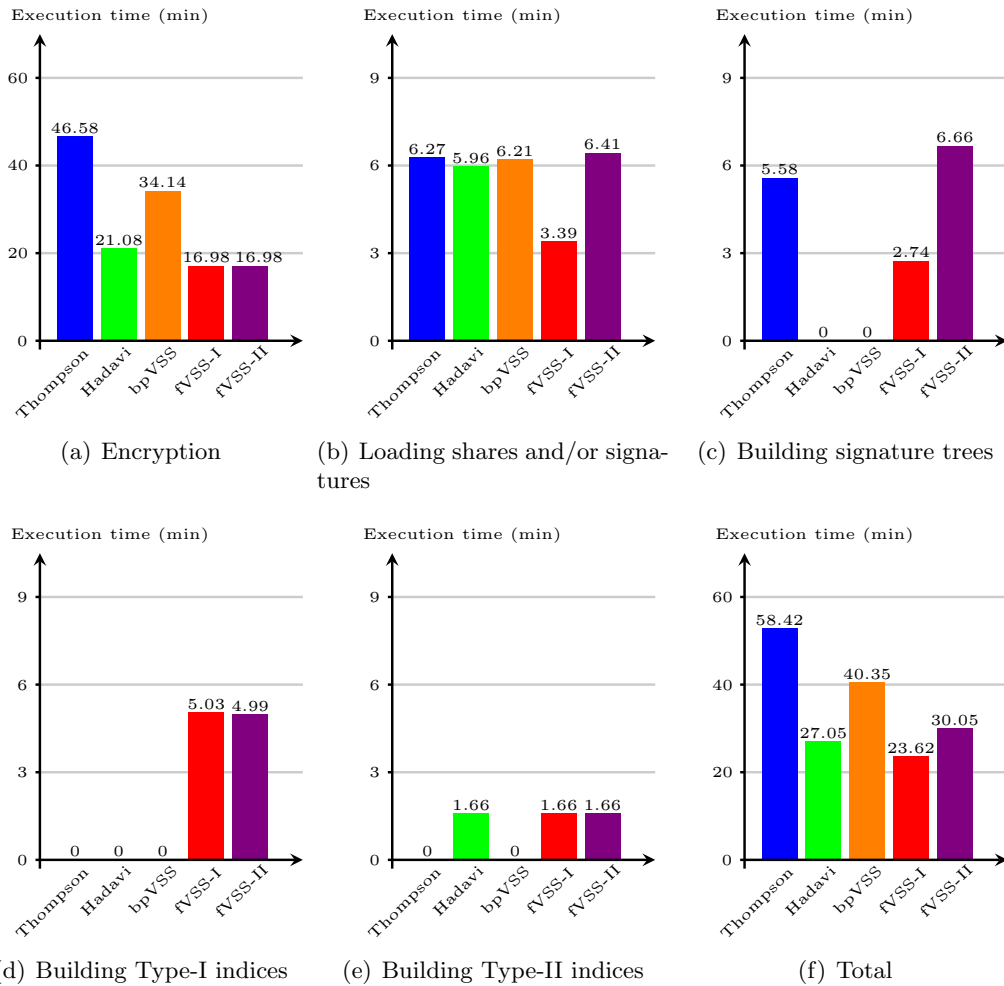 Execution time (min)
Execution time (min)
Execution time (min)
60
40
20
0
46.58
21.08
34.14
16.98
16.98
Thompson
Hadavi
bpVSS
fVSS-I
fVSS-II
(a) Encryption
9
6
3
0
6.27
5.96
6.21
3.39
6.41
Thompson
Hadavi
bpVSS
fVSS-I
fVSS-II
(b) Loading shares and/or signa-
tures
9
6
3
0
5.58
0
0
2.74
6.66
Thompson
Hadavi
bpVSS
fVSS-I
fVSS-II
(c) Building signature trees
Execution time (min)
Execution time (min)
Execution time (min)
9
6
3
0
0
0
0
5.03
4.99
Thompson
Hadavi
bpVSS
fVSS-I
fVSS-II
d) Building Type-I indices
9
6
3
0
0
1.66
0
1.66
1.66
Thompson
Hadavi
bpVSS
fVSS-I
fVSS-II
(e) Building Type-II indices
60
40
20
0
58.42
27.05
40.35
23.62
30.05
Thompson
Hadavi
bpVSS
fVSS-I
fVSS-II
(f) Total